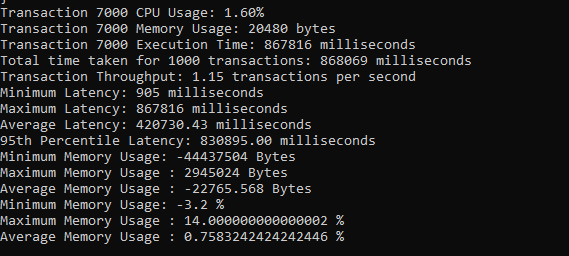 Transaction 7000 CPU Usage: 1.60%
Transaction 7000 Memory Usage: 20480 bytes
Transaction 7000 Execution Time: 867816 milliseconds
Total time taken for 1000 transactions: 868069 milliseconds
Transaction Throughput: 1.15 transactions per second
Minimum Latency: 905 milliseconds
Maximum Latency: 867816 milliseconds
Average Latency: 420730.43 milliseconds
95th Percentile Latency: 830895.00 milliseconds
Minimum Memory Usage: -44437504 Bytes
Maximum Memory Usage : 2945024 Bytes
Average Memory Usage : -22765.568 Bytes
Minimum Memory Usage: -3.2 %
Maximum Memory Usage : 14.000000000000002 %
Average Memory Usage : 0.7583242424242446 %